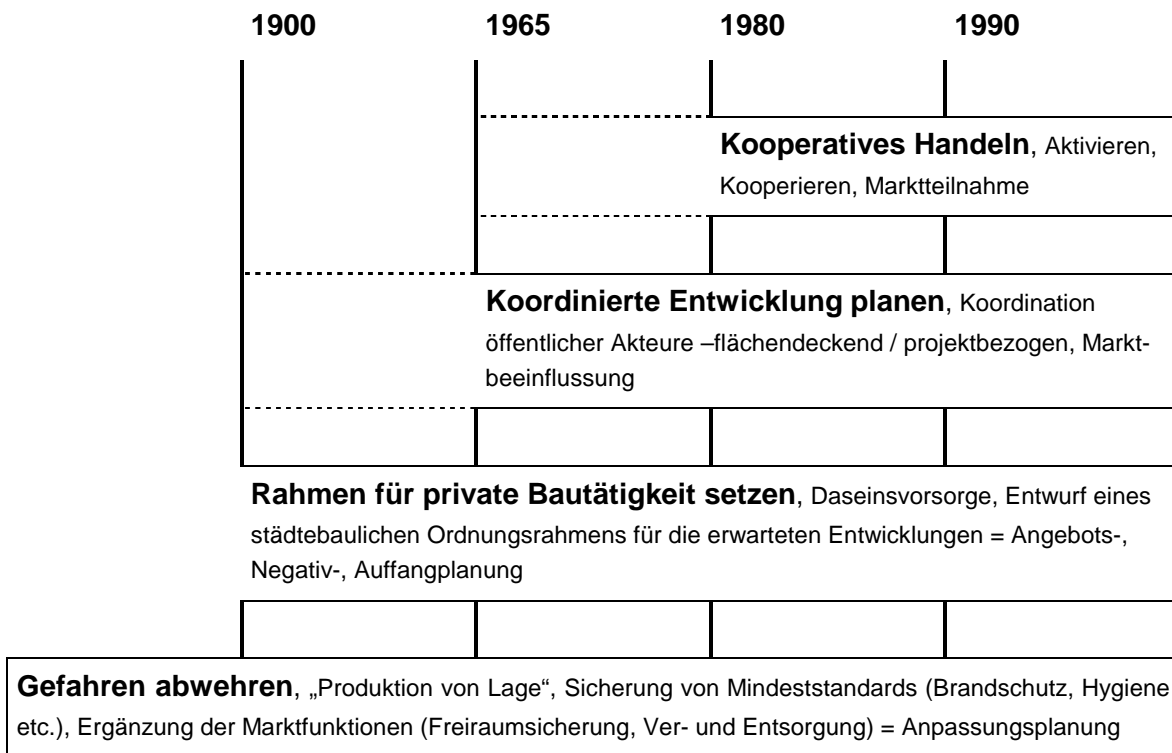 1900 1965 1980 1990
Kooperatives Handeln, Aktivieren,
Kooperieren, Marktteilnahme
Koordinierte Entwicklung planen, Koordination
öffentlicher Akteure –flächendeckend / projektbezogen, Markt-
beeinflussung
Rahmen für private Bautätigkeit setzen, Daseinsvorsorge, Entwurf eines
städtebaulichen Ordnungsrahmens für die erwarteten Entwicklungen = Angebots-,
Negativ-, Auffangplanung
Gefahren abwehren, „Produktion von Lage“, Sicherung von Mindeststandards (Brandschutz, Hygiene
etc.), Ergänzung der Marktfunktionen (Freiraumsicherung, Ver- und Entsorgung) = Anpassungsplanung